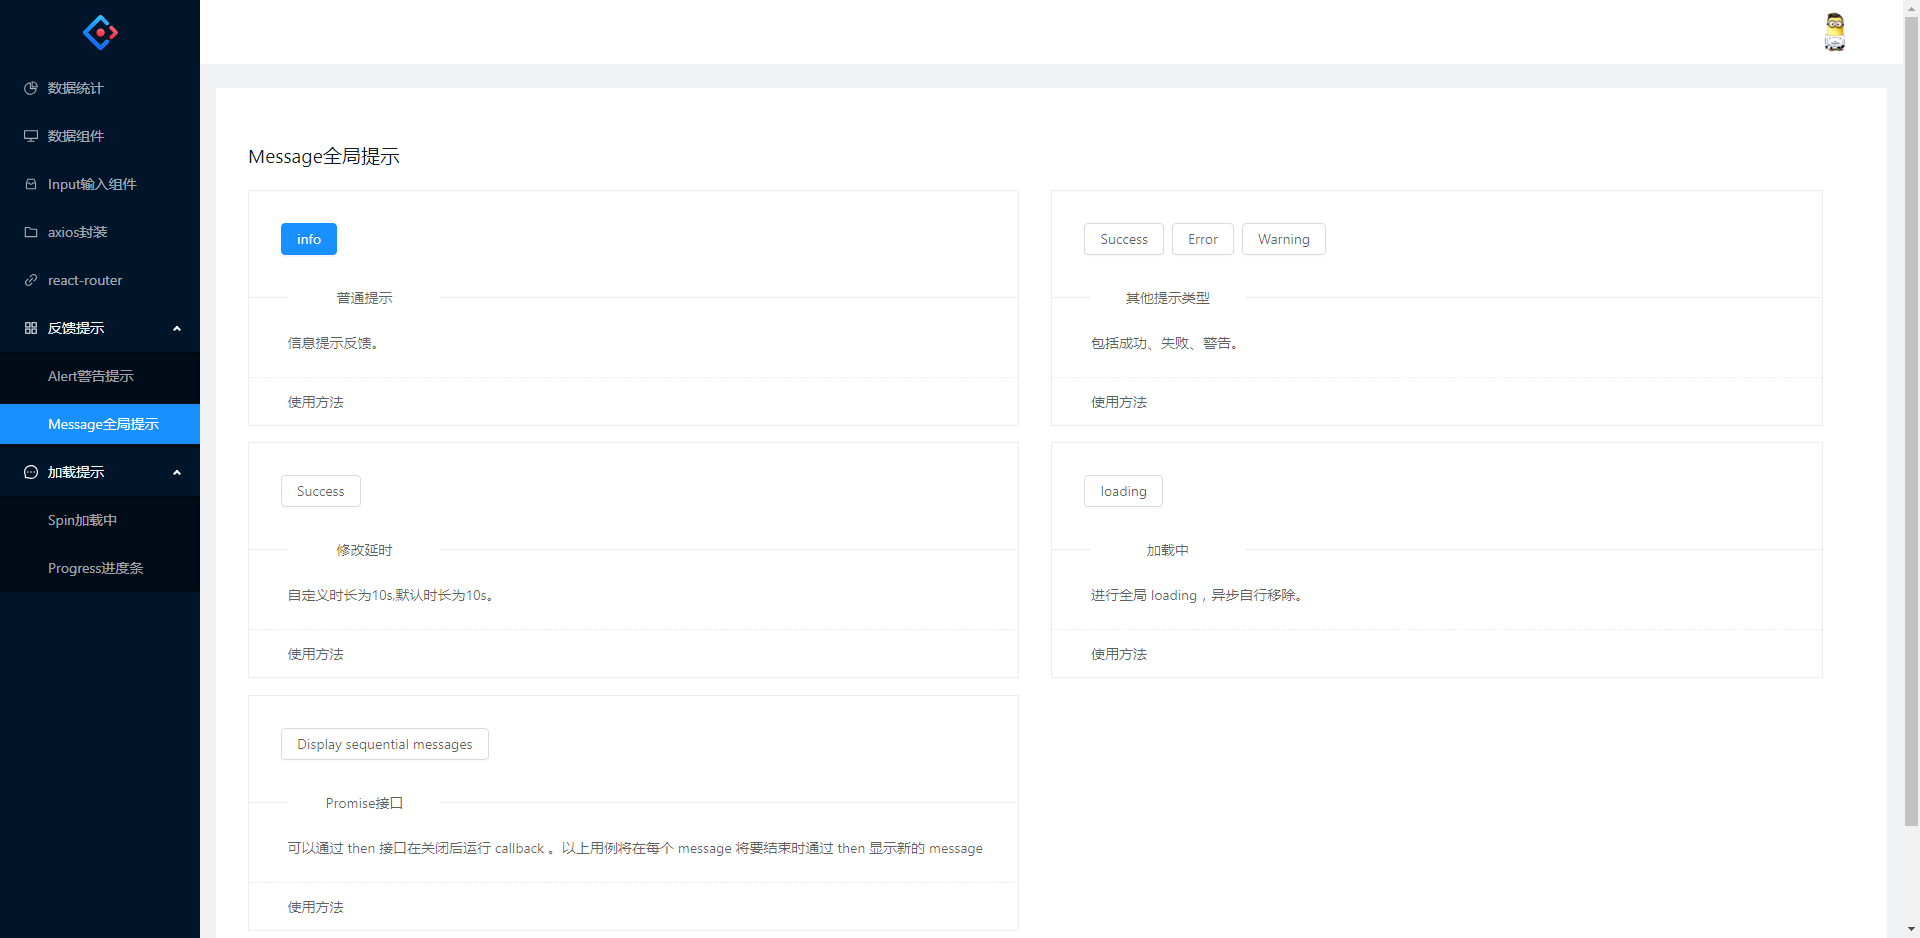 数据统计
数据组件
Input输入组件
axios封装
react-router
反馈提示
Alert警告提示
Message全局提示
加载提示
Spin加载中
Progress进度条
Message全局提示
info
普通提示
信息提示反馈。
使用方法
Success Error Warning
其他提示类型
包括成功、失败、警告。
使用方法
Success
修改延时
自定义时长为10s,默认时长为10s。
使用方法
loading
加载中
进行全局 loading，异步自行移除。
使用方法
Display sequential messages
Promise接口
可以通过 then 接口在关闭后运行 callback 。以上用例将在每个 message 将要结束时通过 then 显示新的 message
使用方法